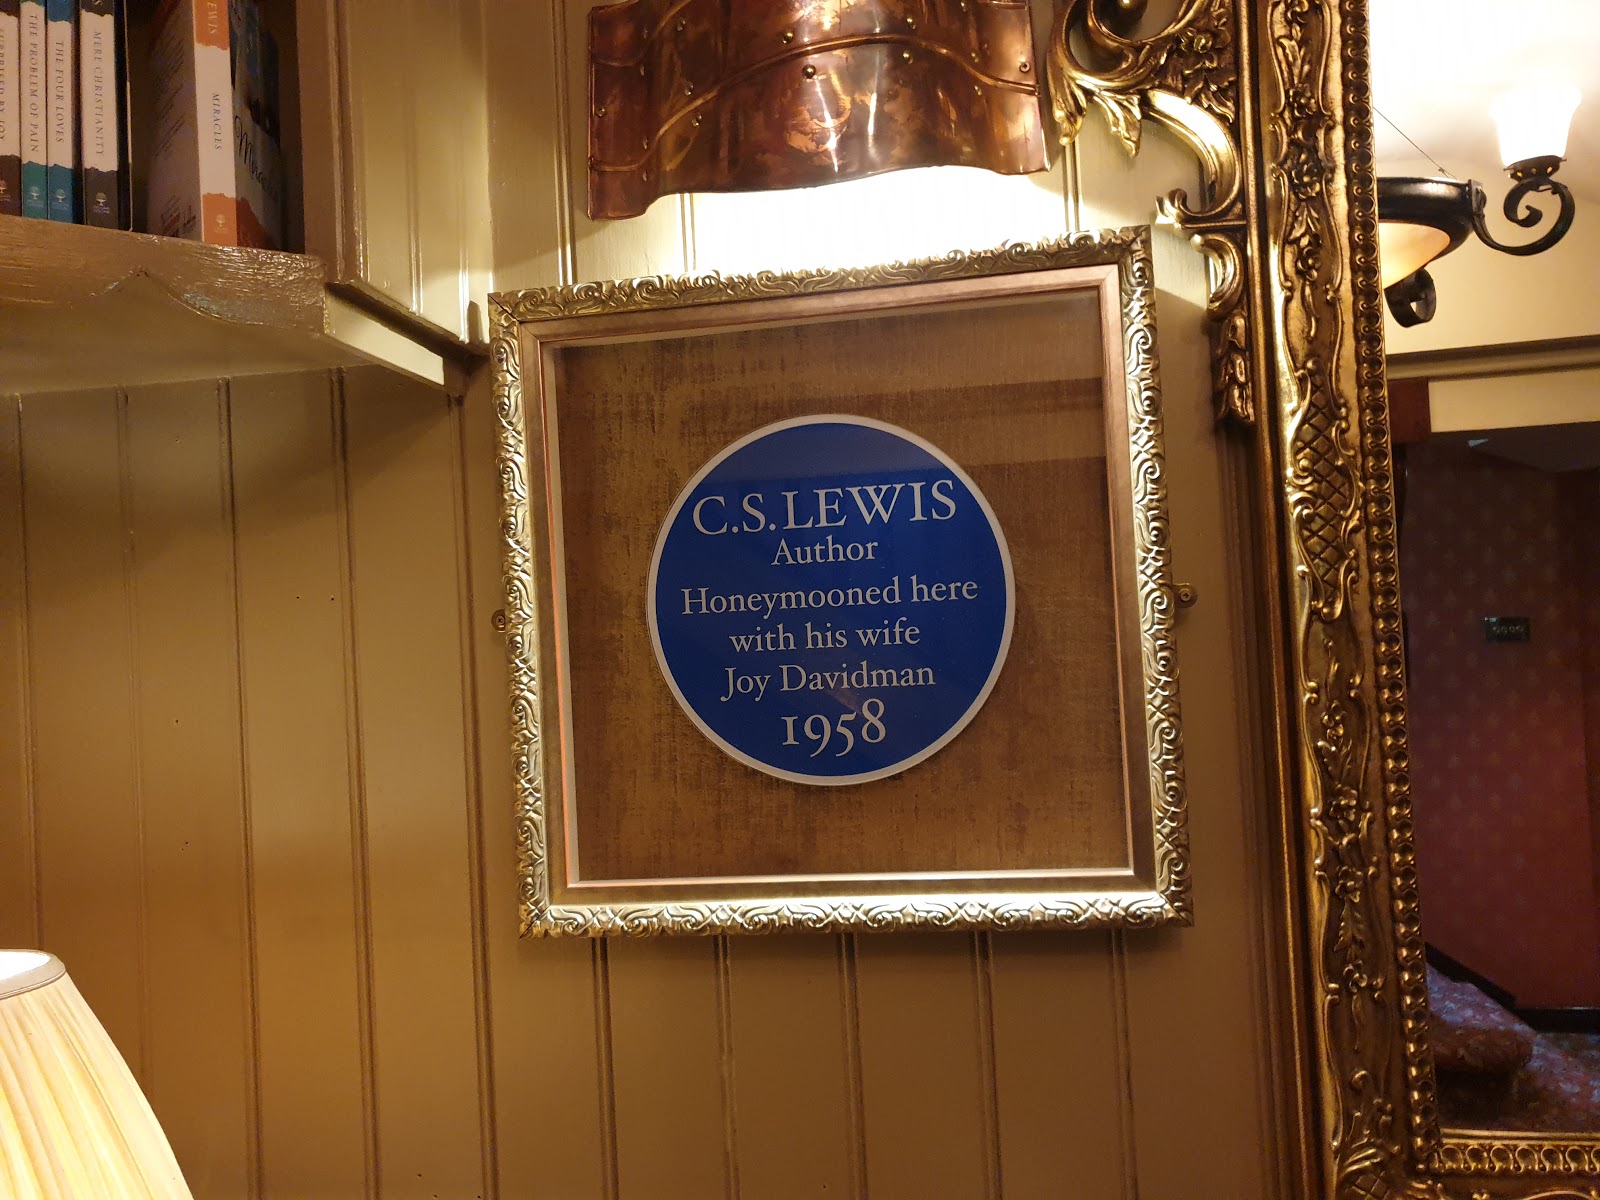 THE PROBLEM OF PAIN
THE FOUR LOVES
MERE CHRISTIANITY
LEWIS
MIRACLES
C.S. LEWIS
Author
Honeymooned here
with his wife
Joy Davidman
1958